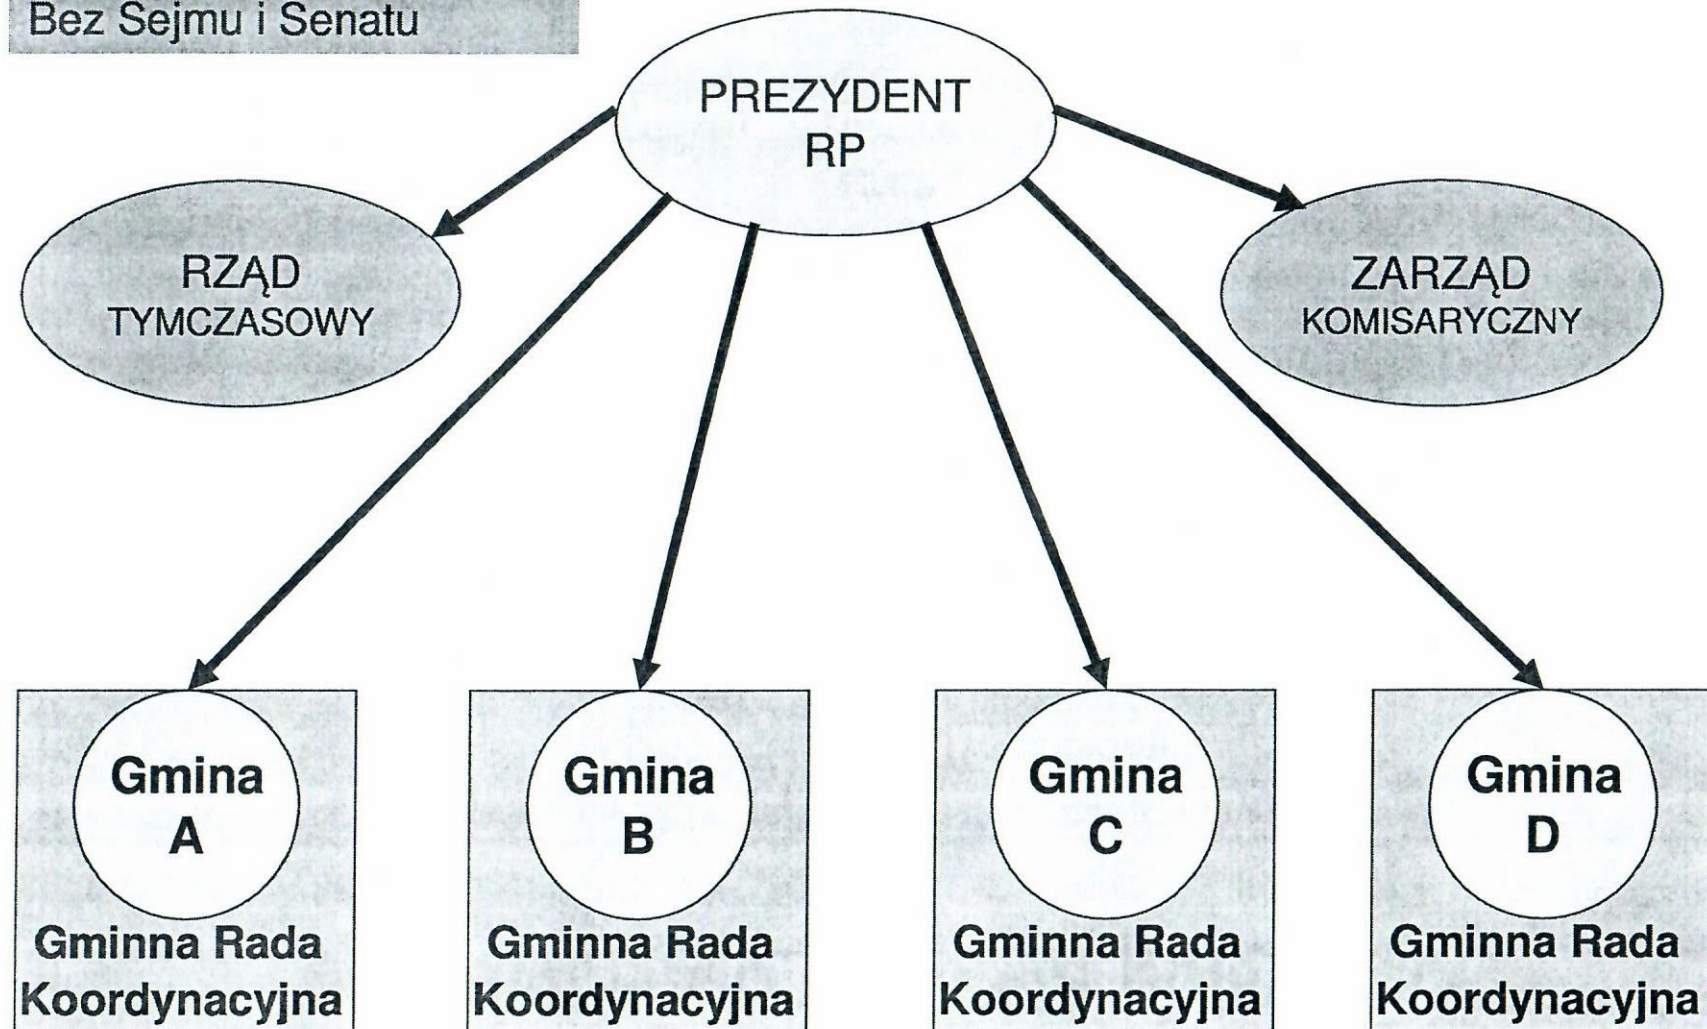 Bez Sejmu i Senatu
PREZYDENT
RP
RZĄD
TYMCZASOWY
ZARZĄD
KOMISARYCZNY
Gmina
A
Gminna Rada
Koordynacyjna
Gmina
B
Gminna Rada
Koordynacyjna
Gmina
C
Gminna Rada
Koordynacyjna
Gmina
D
Gminna Rada
Koordynacyjna